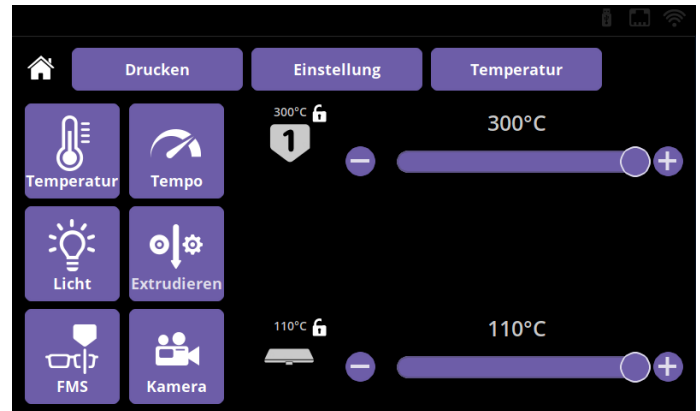 Drucken
Einstellung
Temperatur
Temperatur
Tempo
300°C
1
300°C
Licht
Extrudieren
FMS
Kamera
110°C
110°C